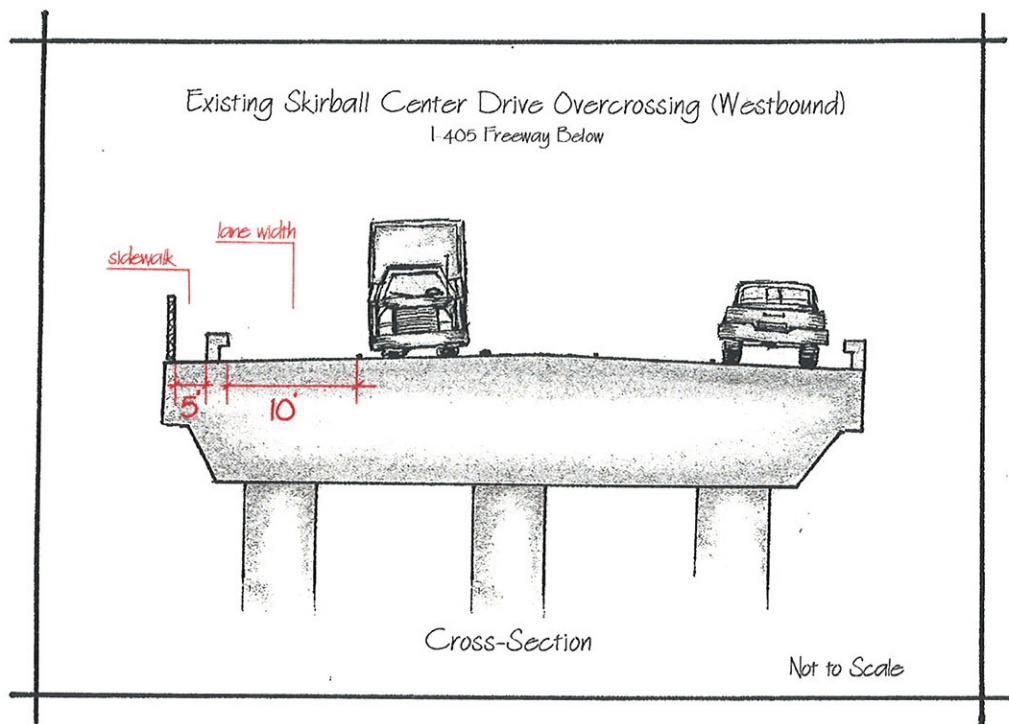 Existing Skirball Center Drive Overcrossing (Westbound)
I-405 Freeway Below
lane width
sidewalk
5'
10'
Cross-Section
Not to Scale